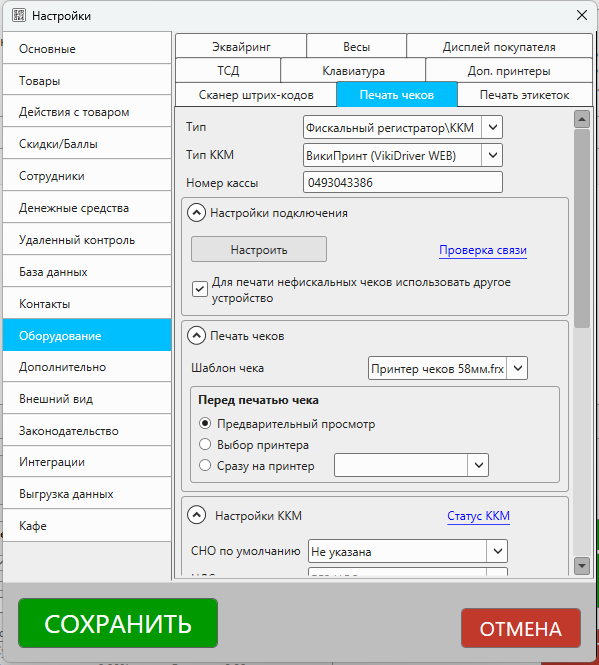 Настройки
Основные
Товары
Действия с товаром
Скидки/Баллы
Сотрудники
Денежные средства
Удаленный контроль
База данных
Контакты
Оборудование
Дополнительно
Внешний вид
Законодательство
Интеграции
Выгрузка данных
Кафе
Эквайринг Весы Дисплей покупателя
ТСД Клавиатура Доп. принтеры
Сканер штрих-кодов Печать чеков Печать этикеток
Тип Фискальный регистратор\ККМ
Тип ККМ ВикиПринт (VikiDriver WEB)
Номер кассы 0493043386
Настройки подключения
Настроить Проверка связи
Для печати нефискальных чеков использовать другое
устройство
Печать чеков
Шаблон чека Принтер чеков 58мм.frx
Перед печатью чека
Предварительный просмотр
Выбор принтера
Сразу на принтер
Настройки ККМ Статус ККМ
СНО по умолчанию Не указана
СОХРАНИТЬ ОТМЕНА